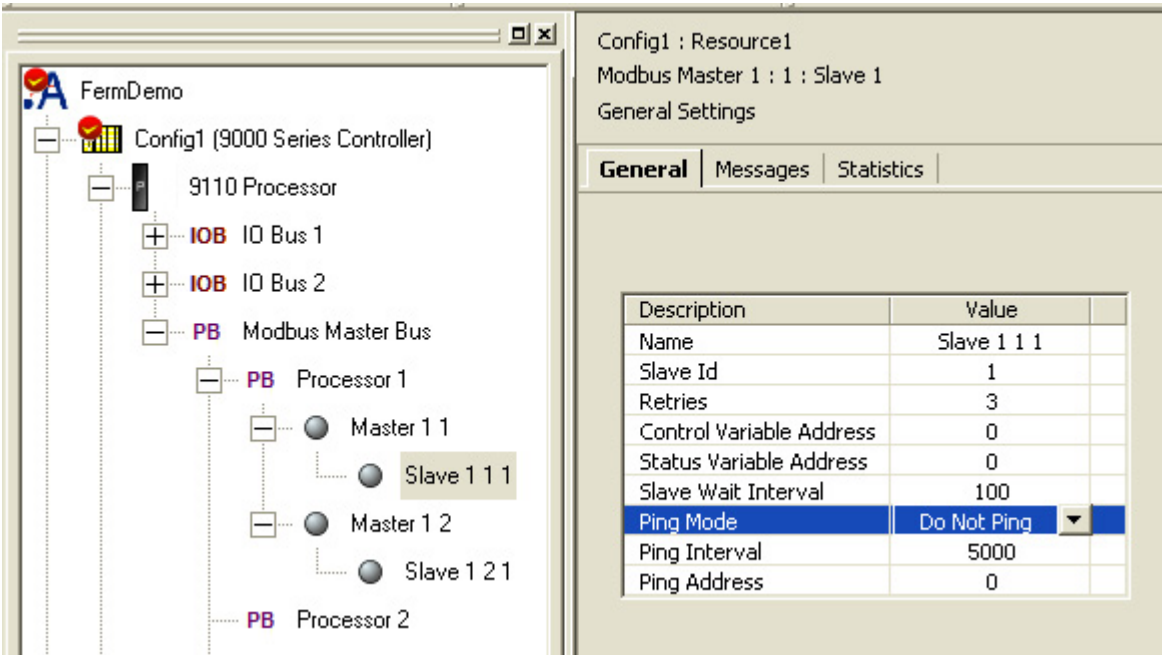 FermDemo
Config1 (9000 Series Controller)
P 9110 Processor
IOB IO Bus 1
IOB IO Bus 2
PB Modbus Master Bus
PB Processor 1
Master 1 1
Slave 1 1 1
Master 1 2
Slave 1 2 1
PB Processor 2
Config1 : Resource1
Modbus Master 1 : 1 : Slave 1
General Settings
General Messages Statistics
Description Value
Name Slave 1 1 1
Slave Id 1
Retries 3
Control Variable Address 0
Status Variable Address 0
Slave Wait Interval 100
Ping Mode Do Not Ping
Ping Interval 5000
Ping Address 0